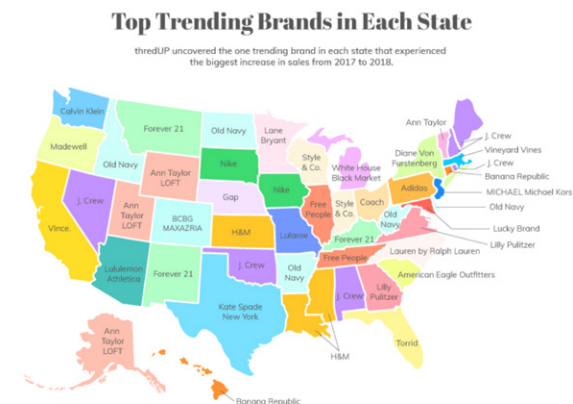 Top Trending Brands in Each State
thredUP uncovered the one trending brand in each state that experienced
the biggest increase in sales from 2017 to 2018.
Calvin Klein
Forever 21
Old Navy
Lane
Bryant
Ann Taylor
J. Crew
Vineyard Vines
J. Crew
Banana Republic
MICHAEL Michael Kors
Old Navy
Lucky Brand
Lilly Pulitzer
Madewell
Old Navy
Ann Taylor
LOFT
Nike
Style
& Co.
White House
Black Market
Diane Von
Furstenberg
Vince.
J. Crew
Ann
Taylor
LOFT
BCBG
MAXAZRIA
Gap
Nike
Free
People
Style
& Co.
Coach
Adidas
Old
Navy
H&M
Lularoe
Forever 21
Lauren by Ralph Lauren
Lululemon
Athletica
Forever 21
J. Crew
Old
Navy
Free People
American Eagle Outfitters
Kate Spade
New York
J. Crew
Lilly
Pulitzer
H&M
Torrid
Ann
Taylor
LOFT
Banana Republic